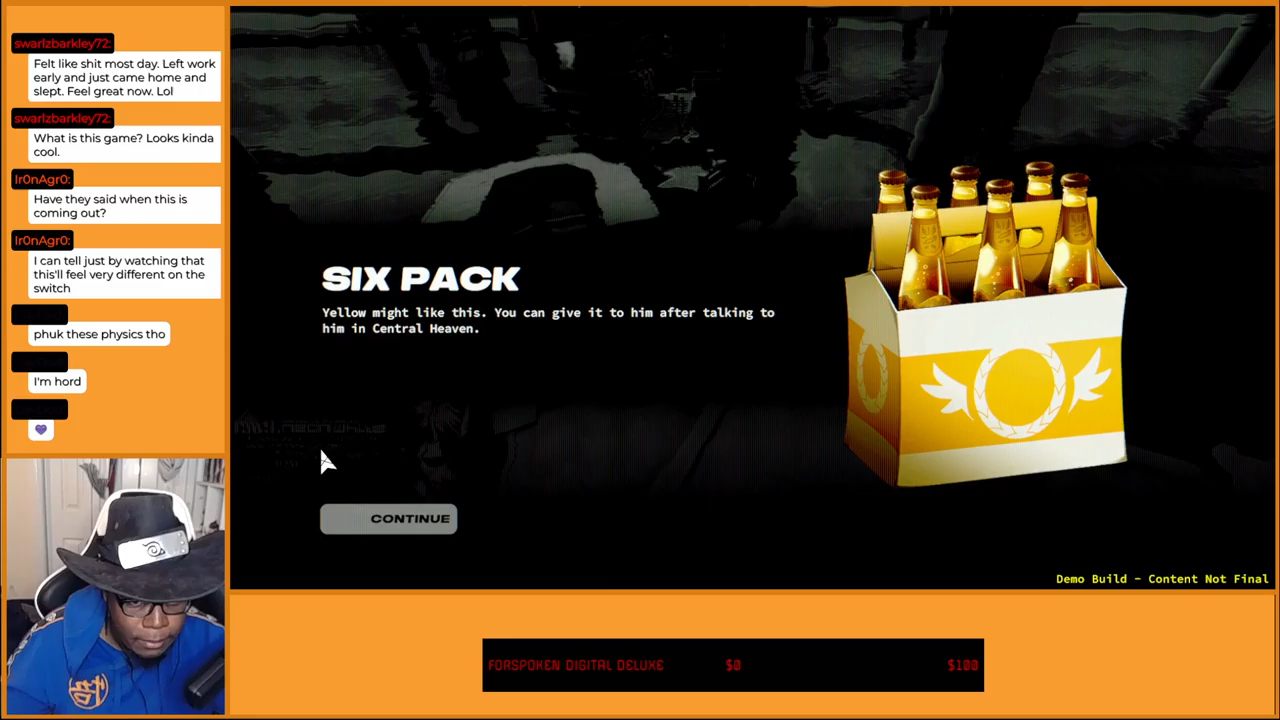 swarlzbarkley72:
Felt like shit most day. Left work
early and just came home and
slept. Feel great now. Lol
swarlzbarkley72:
What is this game? Looks kinda
cool.
Ir0nAgr0:
Have they said when this is
coming out?
Ir0nAgr0:
I can tell just by watching that
this'll feel very different on the
switch
phuk these physics tho
I'm hord
SIX PACK
Yellow might like this. You can give it to him after talking to
him in Central Heaven.
CONTINUE
Demo Build - Content Not Final
FORSPOKEN DIGITAL DELUXE $0 $100